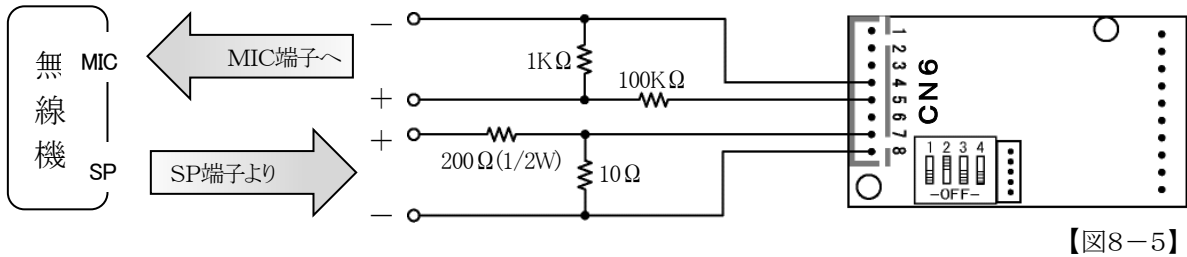 無線機
MIC
SP
MIC端子へ
SP端子より
−
+
+
−
1KΩ
100KΩ
200Ω(1/2W)
10Ω
1
2
3
4
5
6
7
8
CN6
1 2 3 4
-OFF-
【図8−5】